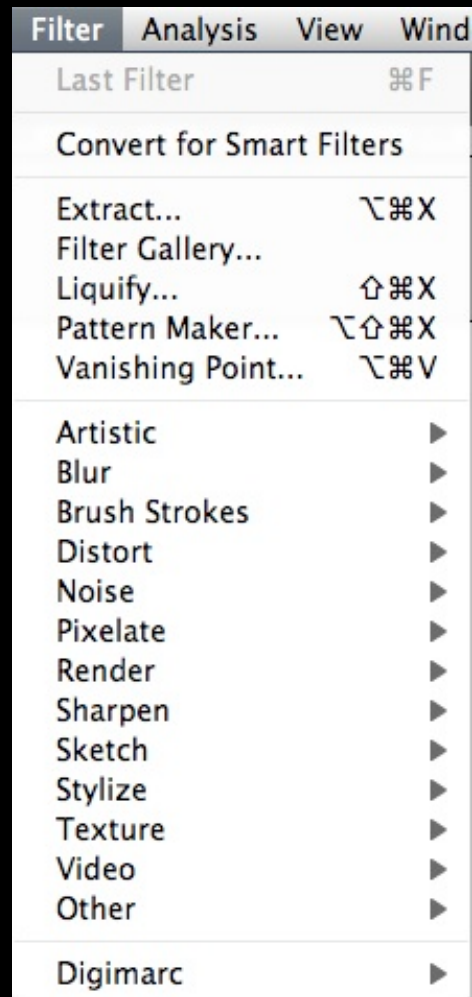 Filter Analysis View Wind
Last Filter ⌘F
Convert for Smart Filters
Extract... ⌥⌘X
Filter Gallery...
Liquify... ⇧⌘X
Pattern Maker... ⌥⇧⌘X
Vanishing Point... ⌥⌘V
Artistic
Blur
Brush Strokes
Distort
Noise
Pixelate
Render
Sharpen
Sketch
Stylize
Texture
Video
Other
Digimarc